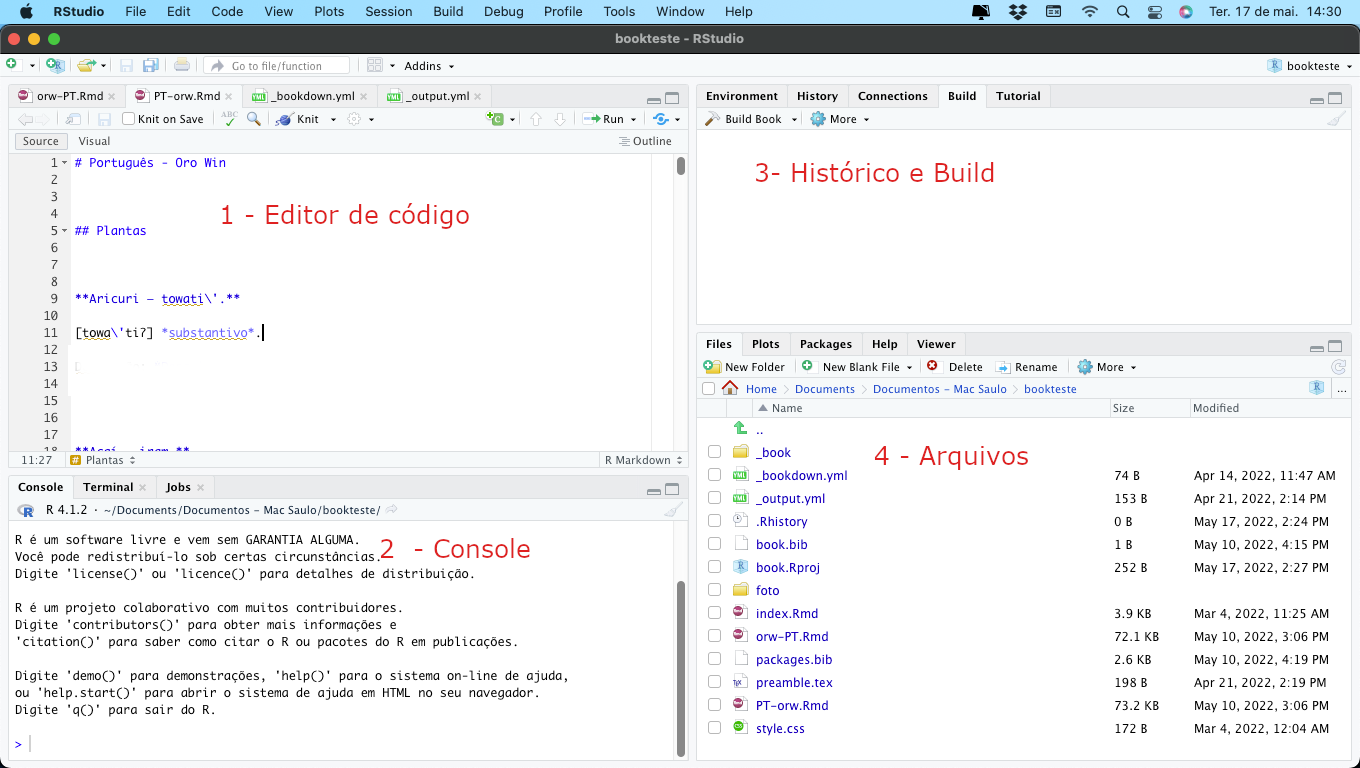 RStudio File Edit Code View Plots Session Build Debug Profile Tools Window Help Ter. 17 de mai. 14:30
bookteste - RStudio
Go to file/function Addins bookteste
orw-PT.Rmd PT-orw.Rmd _bookdown.yml _output.yml
Knit on Save ABC Knit Run
Source Visual Outline
1 # Português - Oro Win
2
3
4
1 - Editor de código
5 ## Plantas
6
7
8
9 **Aricuri – towati\'.**
10
11 [towa\'tiʔ] *substantivo*.
12
13
14
15
16
17
18
11:27 Plantas R Markdown
Console Terminal Jobs
R 4.1.2 · ~/Documents/Documentos – Mac Saulo/bookteste/
R é um software livre e vem sem GARANTIA ALGUMA.
Você pode redistribuí-lo sob certas circunstâncias.
2 - Console
Digite 'license()' ou 'licence()' para detalhes de distribuição.
R é um projeto colaborativo com muitos contribuidores.
Digite 'contributors()' para obter mais informações e
'citation()' para saber como citar o R ou pacotes do R em publicações.
Digite 'demo()' para demonstrações, 'help()' para o sistema on-line de ajuda,
ou 'help.start()' para abrir o sistema de ajuda em HTML no seu navegador.
Digite 'q()' para sair do R.
>
Environment History Connections Build Tutorial
Build Book More
3- Histórico e Build
Files Plots Packages Help Viewer
New Folder New Blank File Delete Rename More
Home Documents Documentos – Mac Saulo bookteste ...
Name Size Modified
..
4 - Arquivos
_book
_bookdown.yml 74 B Apr 14, 2022, 11:47 AM
_output.yml 153 B Apr 21, 2022, 2:14 PM
.Rhistory 0 B May 17, 2022, 2:24 PM
book.bib 1 B May 10, 2022, 4:15 PM
book.Rproj 252 B May 17, 2022, 2:27 PM
foto
index.Rmd 3.9 KB Mar 4, 2022, 11:25 AM
orw-PT.Rmd 72.1 KB May 10, 2022, 3:06 PM
packages.bib 2.6 KB May 10, 2022, 4:19 PM
preamble.tex 198 B Apr 21, 2022, 2:19 PM
PT-orw.Rmd 73.2 KB May 10, 2022, 3:06 PM
style.css 172 B Mar 4, 2022, 12:04 AM